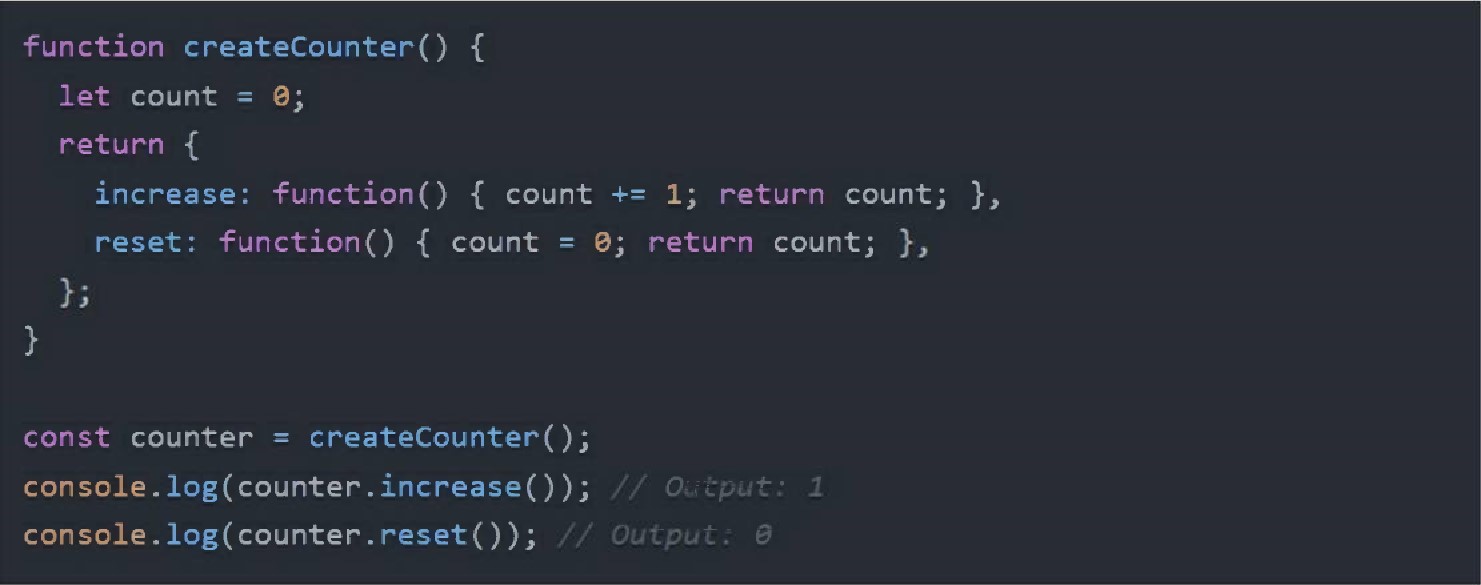 function createCounter() {
  let count = 0;
  return {
    increase: function() { count += 1; return count; },
    reset: function() { count = 0; return count; },
  };
}

const counter = createCounter();
console.log(counter.increase()); // Output: 1
console.log(counter.reset()); // Output: 0